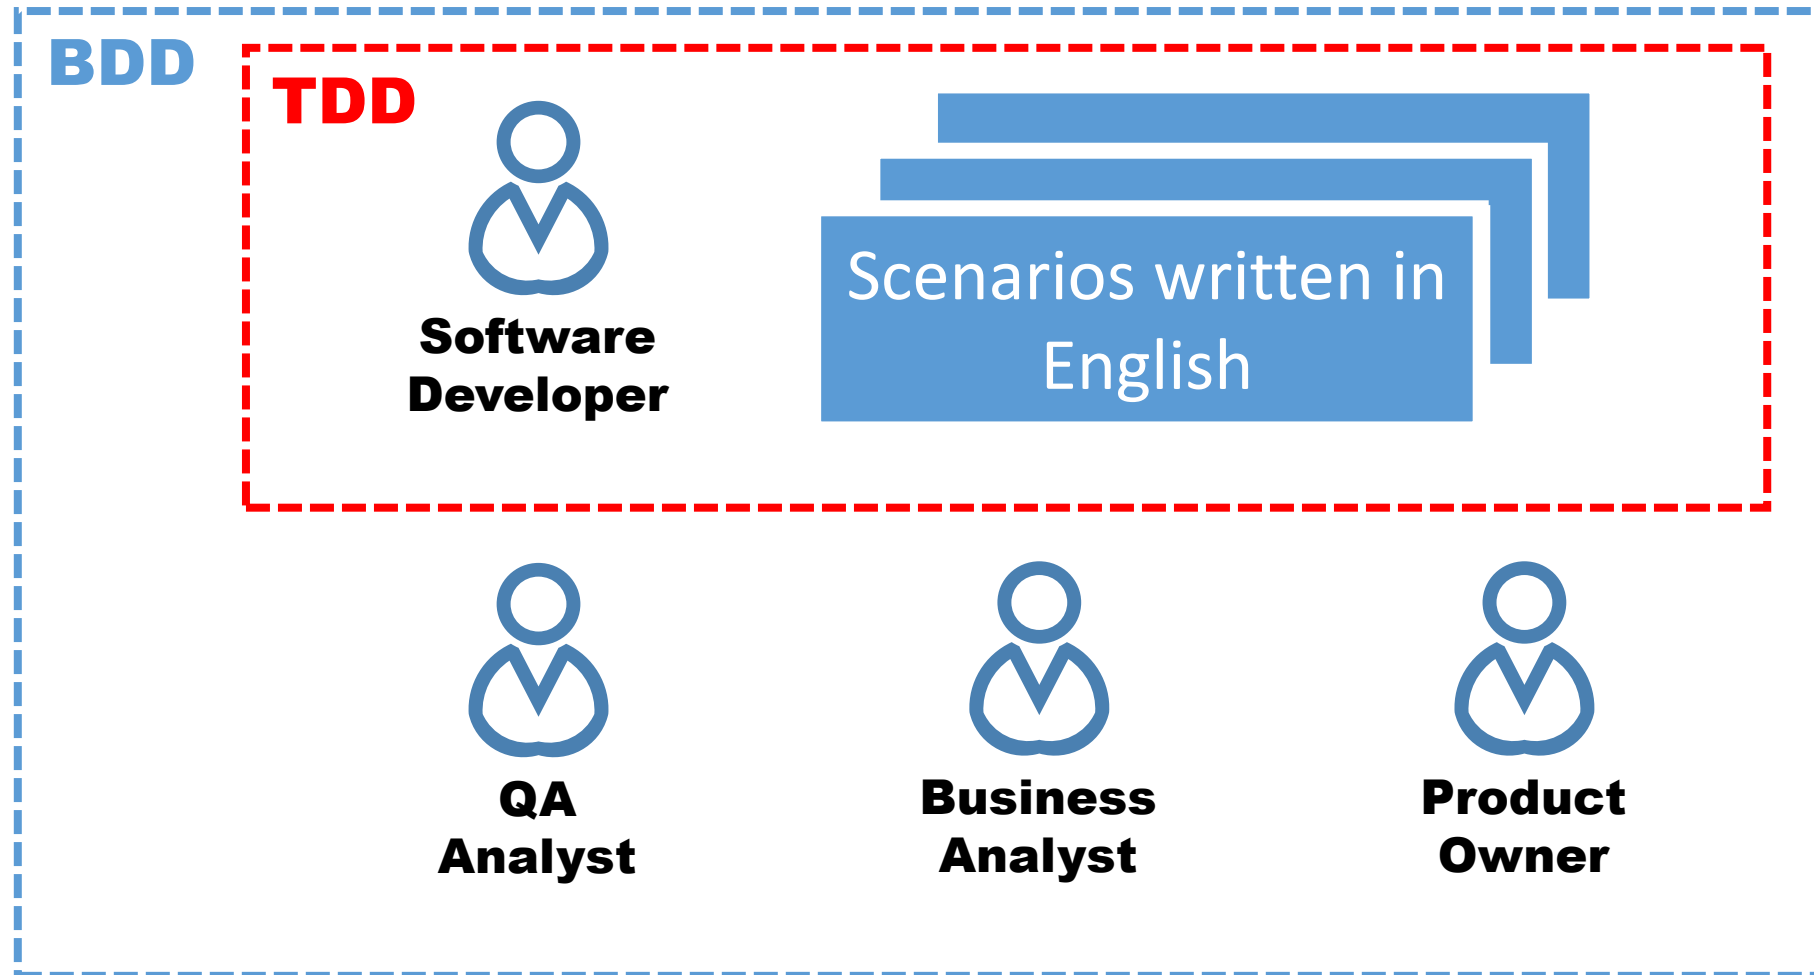 BDD
TDD
Software
Developer
Scenarios written in
English
QA
Analyst
Business
Analyst
Product
Owner